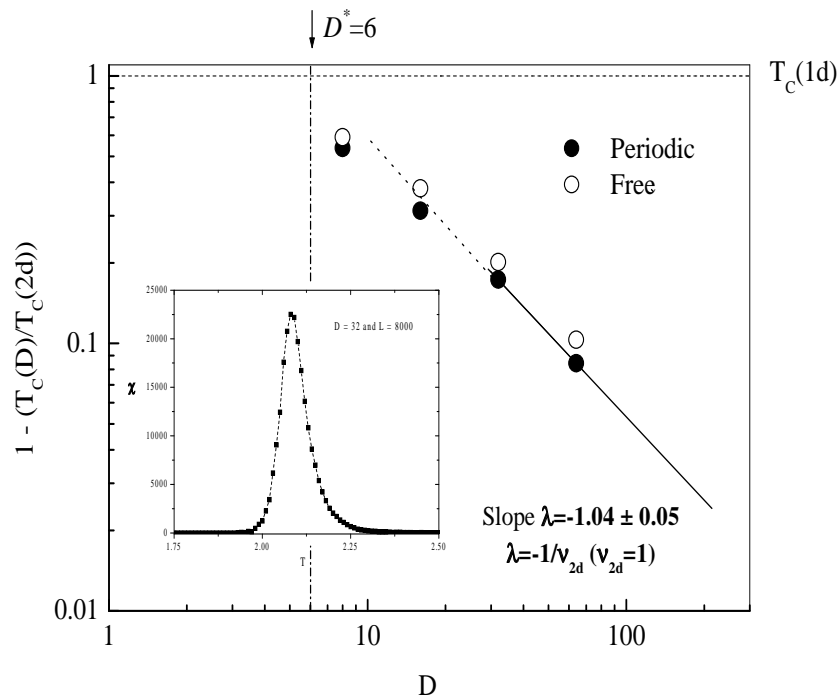 D*=6
1
T_C(1d)
Periodic
Free
1 - (T_C(D)/T_C(2d))
25000
20000
15000
10000
5000
0
χ
D = 32 and L = 8000
1.75
2.00
2.25
2.50
T
0.1
Slope λ=-1.04 ± 0.05
λ=-1/ν_2d (ν_2d=1)
0.01
1
10
100
D